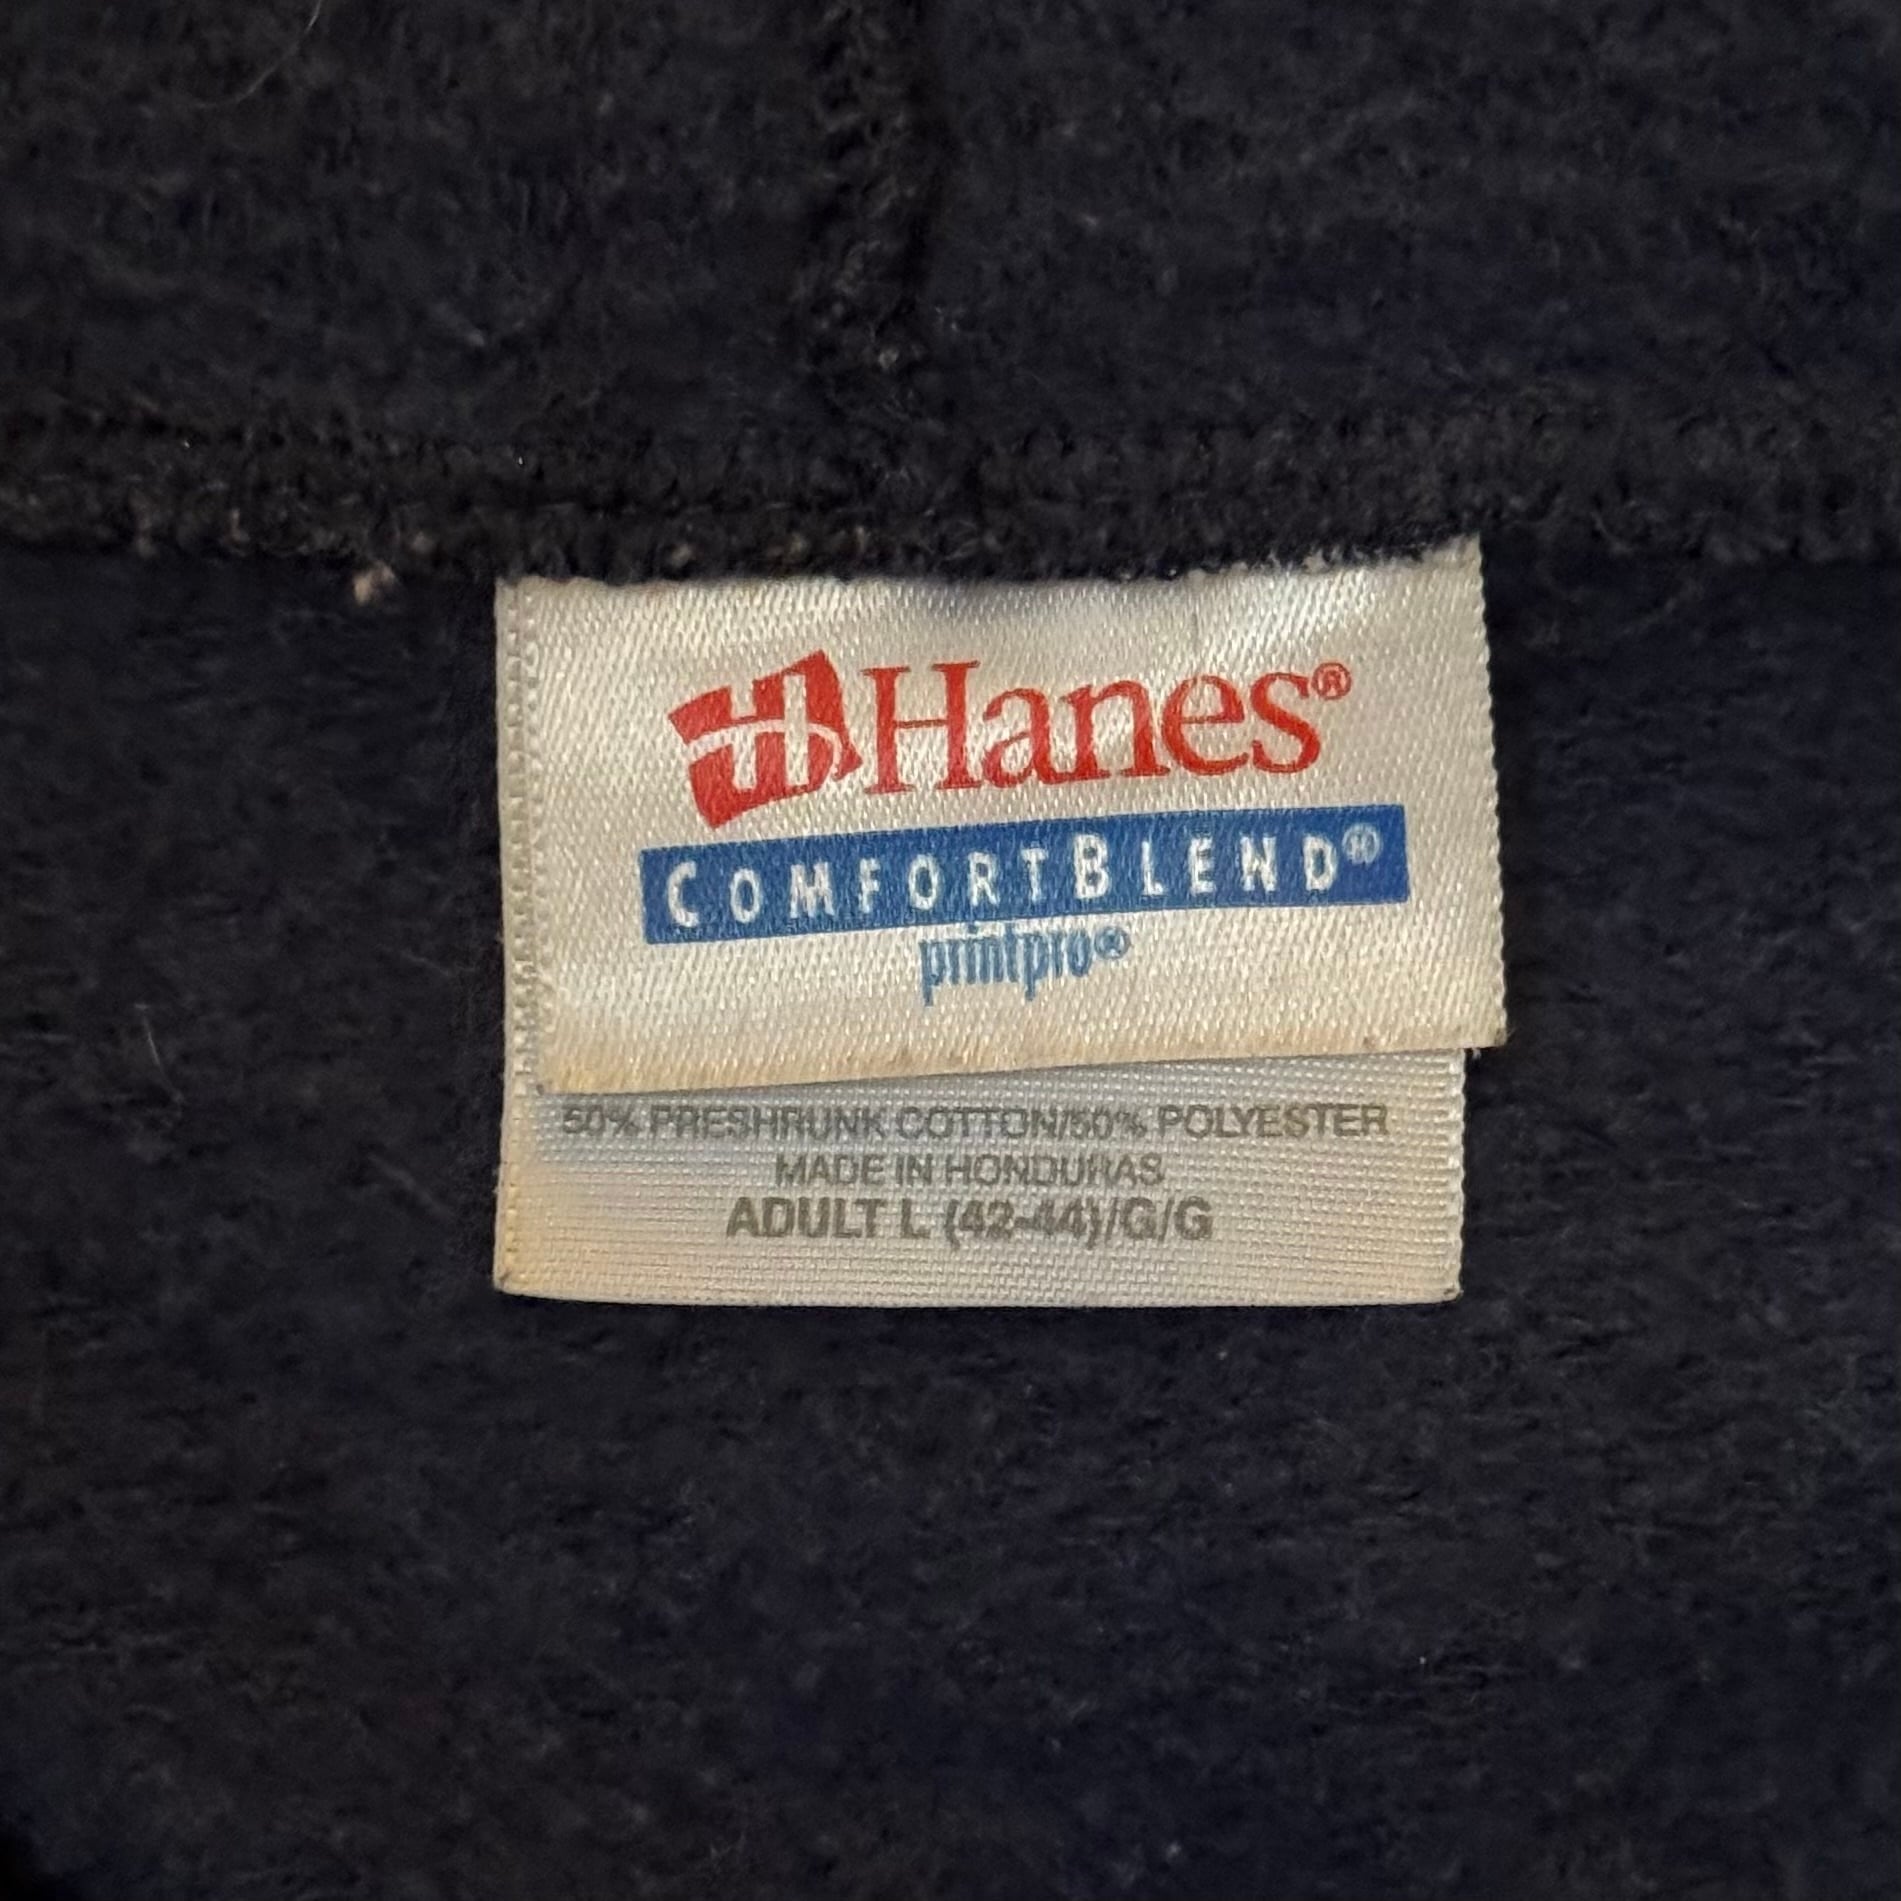 Hanes®
COMFORTBLEND®
printpro®
50% PRESHRUNK COTTON/50% POLYESTER
MADE IN HONDURAS
ADULT L (42-44)/G/G